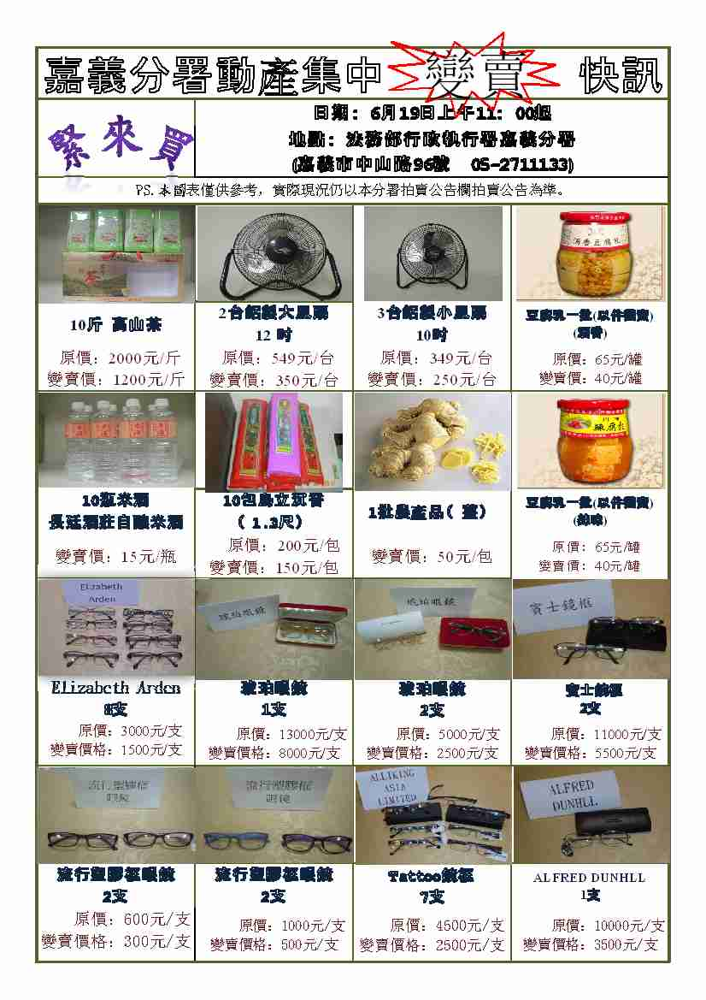 嘉義分署動產集中 變賣 快訊
緊來買
日期：6月19日上午11：00起
地點：法務部行政執行署嘉義分署
(嘉義市中山路96號 05-2711133)
PS.本圖表僅供參考，實際現況仍以本分署拍賣公告欄拍賣公告為準。
10斤 高山茶
原價：2000元/斤
變賣價：1200元/斤
2台鋁製大風扇
12 吋
原價：549元/台
變賣價：350元/台
3台鋁製小風扇
10吋
原價：349元/台
變賣價：250元/台
酒香豆腐乳
豆腐乳一批(以件圈賣)
(酒香)
原價：65元/罐
變賣價：40元/罐
10瓶米酒
長廷酒莊自釀米酒
變賣價：15元/瓶
10包烏立沉香
( 1.3尺)
原價：200元/包
變賣價：150元/包
1批農產品( 薑)
變賣價：50元/包
辣腐乳
豆腐乳一批(以件圈賣)
(辣味)
原價：65元/罐
變賣價：40元/罐
Elizabeth
Arden
Elizabeth Arden
8支
原價：3000元/支
變賣價格：1500元/支
琥珀眼鏡
琥珀眼鏡
1支
原價：13000元/支
變賣價格：8000元/支
琥珀眼鏡
琥珀眼鏡
2支
原價：5000元/支
變賣價格：2500元/支
賓士鏡框
賓士鏡框
2支
原價：11000元/支
變賣價格：5500元/支
流行塑膠框
眼鏡
流行塑膠框眼鏡
2支
原價：600元/支
變賣價格：300元/支
流行塑膠框
眼鏡
流行塑膠框眼鏡
2支
原價：1000元/支
變賣價格：500元/支
ALLIKING
ASIA
LIMITED
Tattoo鏡框
7支
原價：4500元/支
變賣價格：2500元/支
ALFRED
DUNHLL
ALFRED DUNHLL
1支
原價：10000元/支
變賣價格：3500元/支